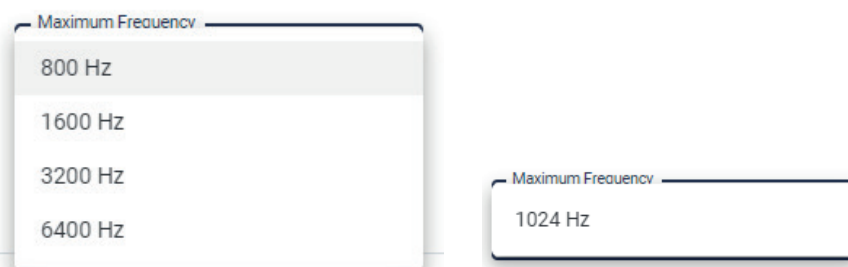 Maximum Frequency
800 Hz
1600 Hz
3200 Hz
6400 Hz
Maximum Frequency
1024 Hz